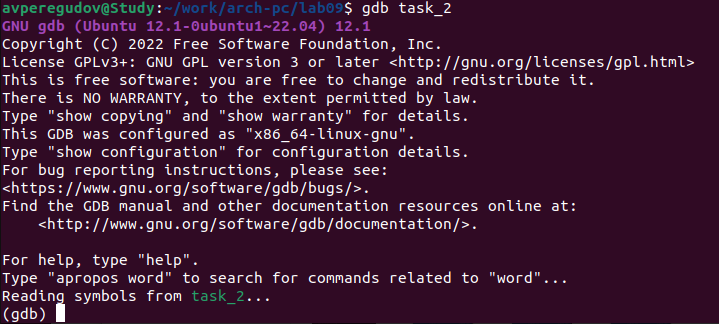 avperegudov@Study:~/work/arch-pc/lab09$ gdb task_2
GNU gdb (Ubuntu 12.1-0ubuntu1~22.04) 12.1
Copyright (C) 2022 Free Software Foundation, Inc.
License GPLv3+: GNU GPL version 3 or later <http://gnu.org/licenses/gpl.html>
This is free software: you are free to change and redistribute it.
There is NO WARRANTY, to the extent permitted by law.
Type "show copying" and "show warranty" for details.
This GDB was configured as "x86_64-linux-gnu".
Type "show configuration" for configuration details.
For bug reporting instructions, please see:
<https://www.gnu.org/software/gdb/bugs/>.
Find the GDB manual and other documentation resources online at:
    <http://www.gnu.org/software/gdb/documentation/>.

For help, type "help".
Type "apropos word" to search for commands related to "word"...
Reading symbols from task_2...
(gdb)